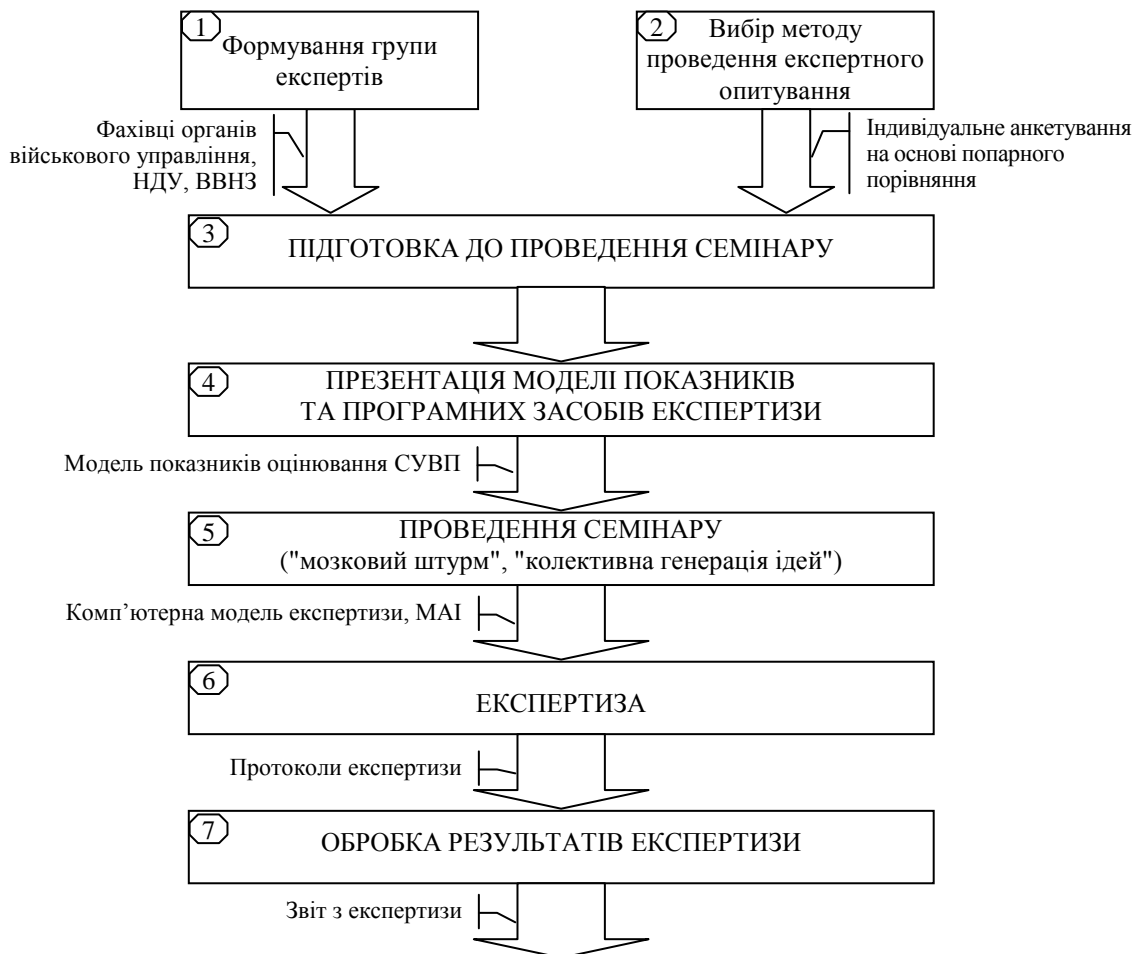 1
Формування групи
експертів
2
Вибір методу
проведення експертного
опитування
Фахівці органів
військового управління,
НДУ, ВВНЗ
Індивідуальне анкетування
на основі попарного
порівняння
3
ПІДГОТОВКА ДО ПРОВЕДЕННЯ СЕМІНАРУ
4
ПРЕЗЕНТАЦІЯ МОДЕЛІ ПОКАЗНИКІВ
ТА ПРОГРАМНИХ ЗАСОБІВ ЕКСПЕРТИЗИ
Модель показників оцінювання СУВП
5
ПРОВЕДЕННЯ СЕМІНАРУ
("мозковий штурм", "колективна генерація ідей")
Комп’ютерна модель експертизи, МАІ
6
ЕКСПЕРТИЗА
Протоколи експертизи
7
ОБРОБКА РЕЗУЛЬТАТІВ ЕКСПЕРТИЗИ
Звіт з експертизи